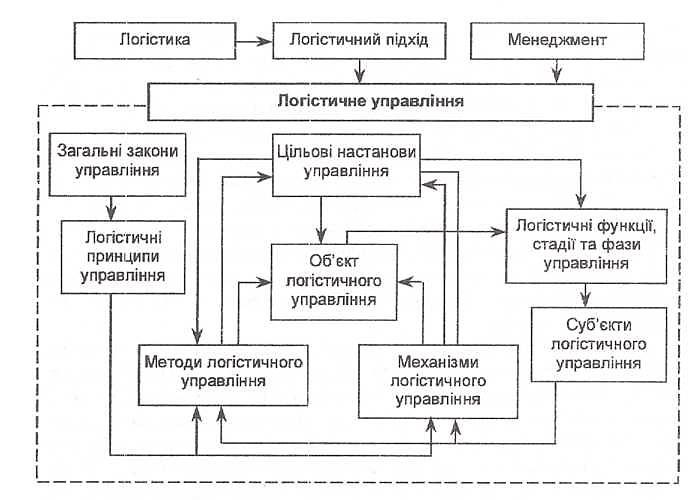 Логістика
Логістичний підхід
Менеджмент
Логістичне управління
Загальні закони
управління
Цільові настанови
управління
Логістичні
принципи
управління
Логістичні функції,
стадії та фази
управління
Об’єкт
логістичного
управління
Суб’єкти
логістичного
управління
Методи логістичного
управління
Механізми
логістичного
управління